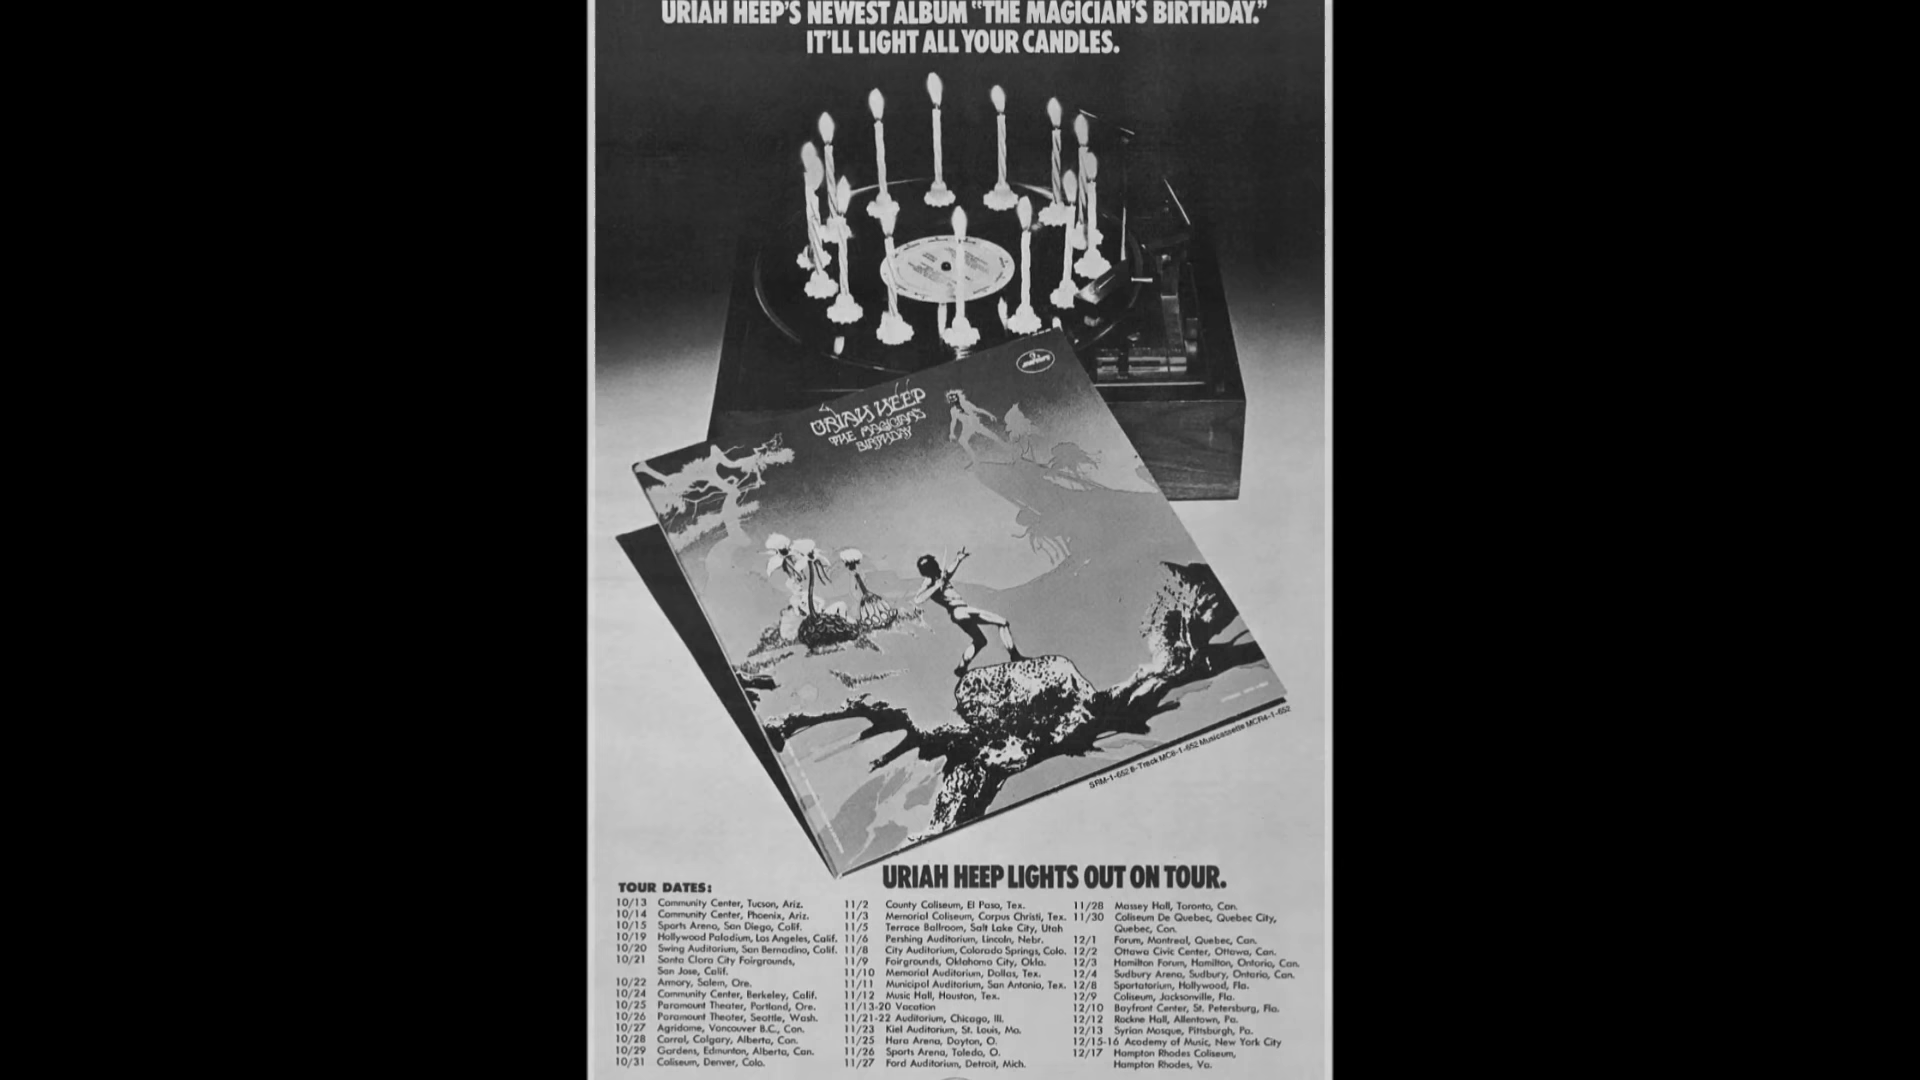 URIAH HEEP'S NEWEST ALBUM "THE MAGICIAN'S BIRTHDAY."
IT'LL LIGHT ALL YOUR CANDLES.
mercury
URIAH HEEP
THE MAGICIAN'S
BIRTHDAY
SRM-1-652 8-Track MC8-1-652 Musicassette MCR4-1-652
URIAH HEEP LIGHTS OUT ON TOUR.
TOUR DATES:
10/13 Community Center, Tucson, Ariz.
10/14 Community Center, Phoenix, Ariz.
10/15 Sports Arena, San Diego, Calif.
10/19 Hollywood Paladium, Los Angeles, Calif.
10/20 Swing Auditorium, San Bernadino, Calif.
10/21 Santa Clara City Fairgrounds,
San Jose, Calif.
10/22 Armory, Salem, Ore.
10/24 Community Center, Berkeley, Calif.
10/25 Paramount Theater, Portland, Ore.
10/26 Paramount Theater, Seattle, Wash.
10/27 Agridome, Vancouver B.C., Can.
10/28 Corral, Calgary, Alberta, Can.
10/29 Gardens, Edmunton, Alberta, Can.
10/31 Coliseum, Denver, Colo.
11/2 County Coliseum, El Paso, Tex.
11/3 Memorial Coliseum, Corpus Christi, Tex.
11/5 Terrace Ballroom, Salt Lake City, Utah
11/6 Pershing Auditorium, Lincoln, Nebr.
11/8 City Auditorium, Colorado Springs, Colo.
11/9 Fairgrounds, Oklahoma City, Okla.
11/10 Memorial Auditorium, Dallas, Tex.
11/11 Municipal Auditorium, San Antonio, Tex.
11/12 Music Hall, Houston, Tex.
11/13-20 Vacation
11/21-22 Auditorium, Chicago, Ill.
11/23 Kiel Auditorium, St. Louis, Mo.
11/25 Hara Arena, Dayton, O.
11/26 Sports Arena, Toledo, O.
11/27 Ford Auditorium, Detroit, Mich.
11/28 Massey Hall, Toronto, Can.
11/30 Coliseum De Quebec, Quebec City,
Quebec, Can.
12/1 Forum, Montreal, Quebec, Can.
12/2 Ottawa Civic Center, Ottawa, Can.
12/3 Hamilton Forum, Hamilton, Ontario, Can.
12/4 Sudbury Arena, Sudbury, Ontario, Can.
12/8 Sportatorium, Hollywood, Fla.
12/9 Coliseum, Jacksonville, Fla.
12/10 Bayfront Center, St. Petersburg, Fla.
12/12 Rockne Hall, Allentown, Pa.
12/13 Syrian Mosque, Pittsburgh, Pa.
12/15-16 Academy of Music, New York City
12/17 Hampton Rhodes Coliseum,
Hampton Rhodes, Va.